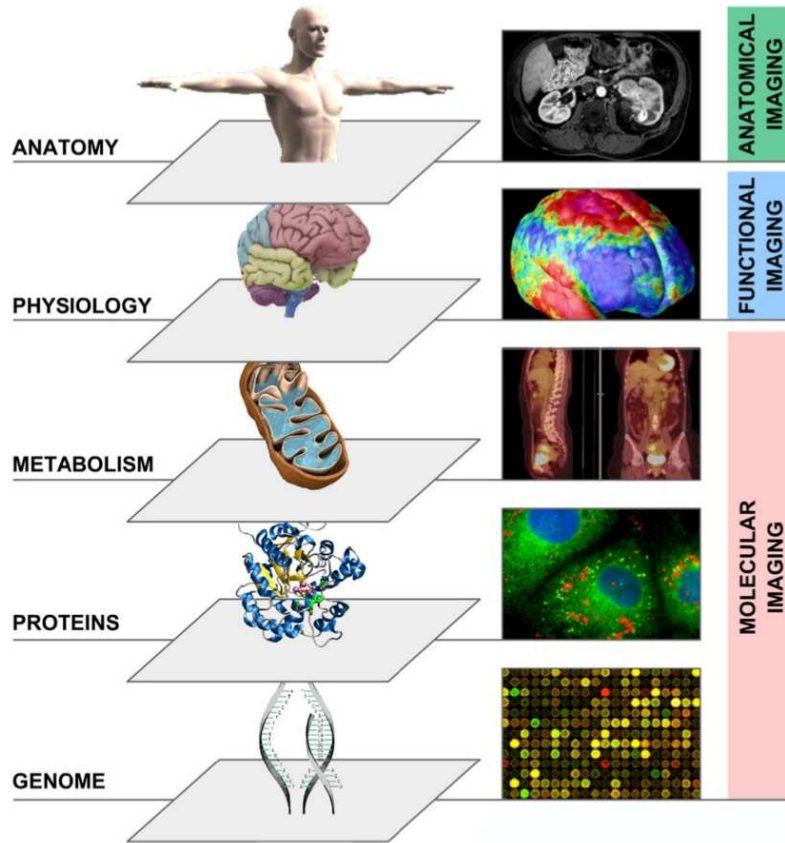 ANATOMY
ANATOMICAL
IMAGING
PHYSIOLOGY
FUNCTIONAL
IMAGING
METABOLISM
PROTEINS
MOLECULAR
IMAGING
GENOME